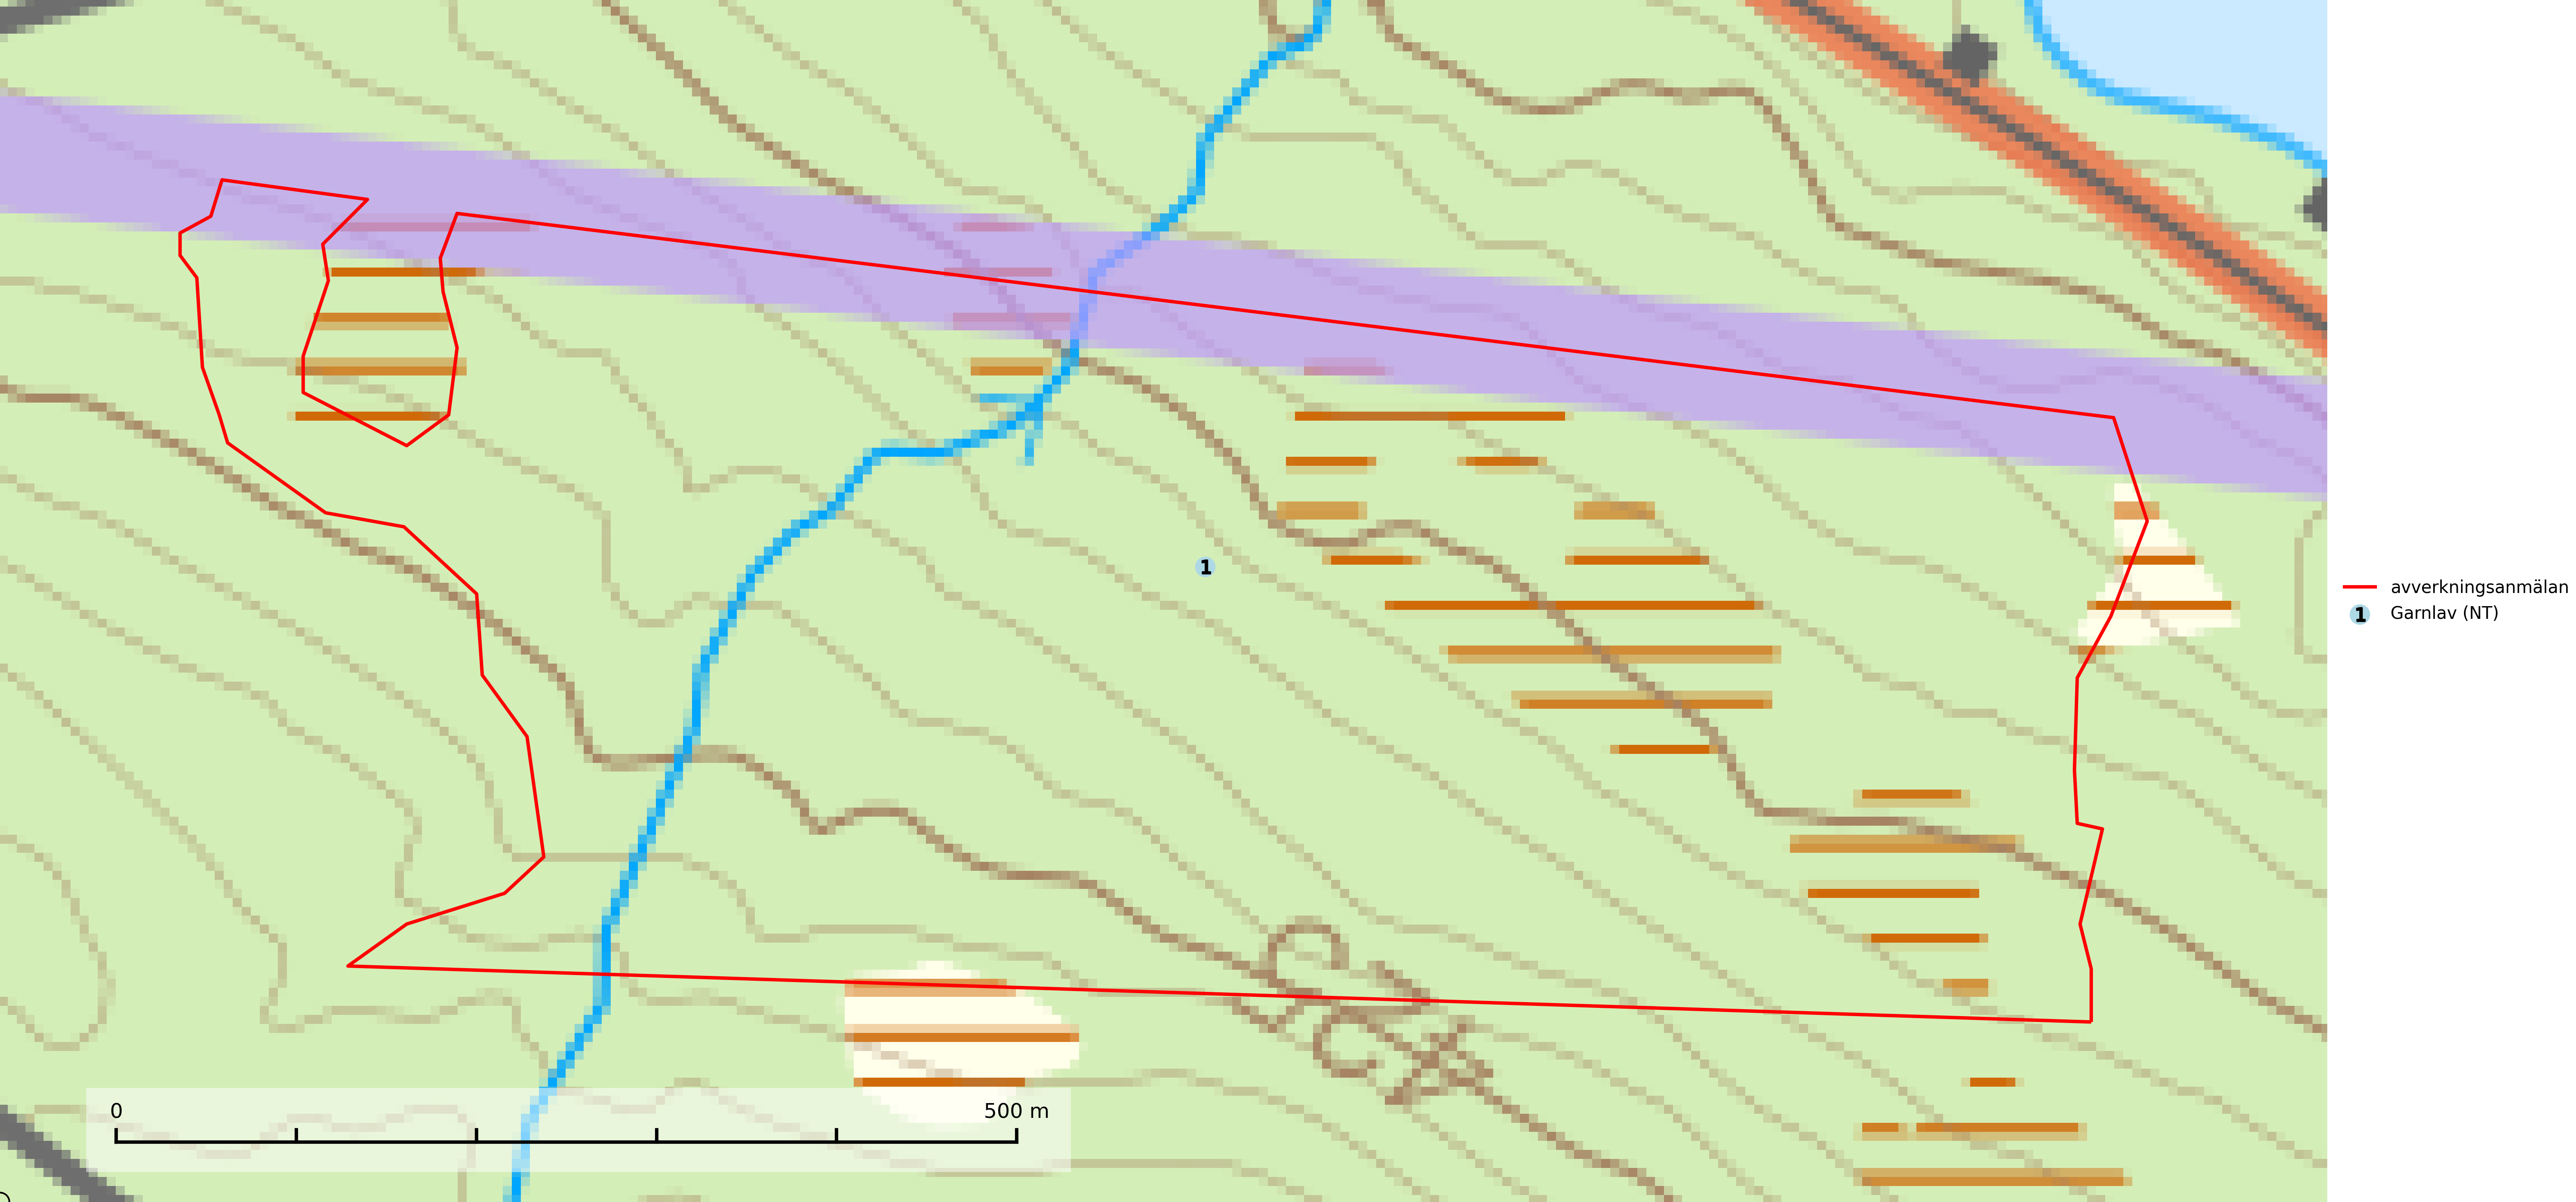 1
avverkningsanmälan
1 Garnlav (NT)
0 500 m